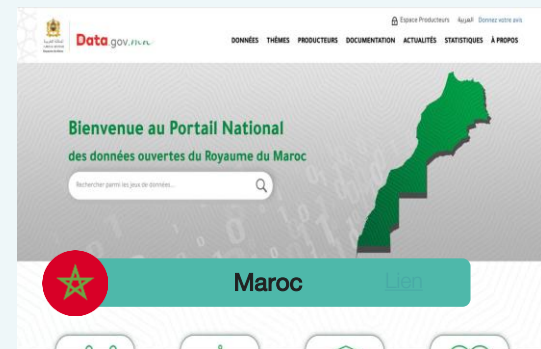 Espace Producteurs العربية Donnez votre avis
Data.gov.ma
DONNÉES THÈMES PRODUCTEURS DOCUMENTATION ACTUALITÉS STATISTIQUES À PROPOS
Bienvenue au Portail National
des données ouvertes du Royaume du Maroc
Rechercher parmi les jeux de données...
Maroc Lien